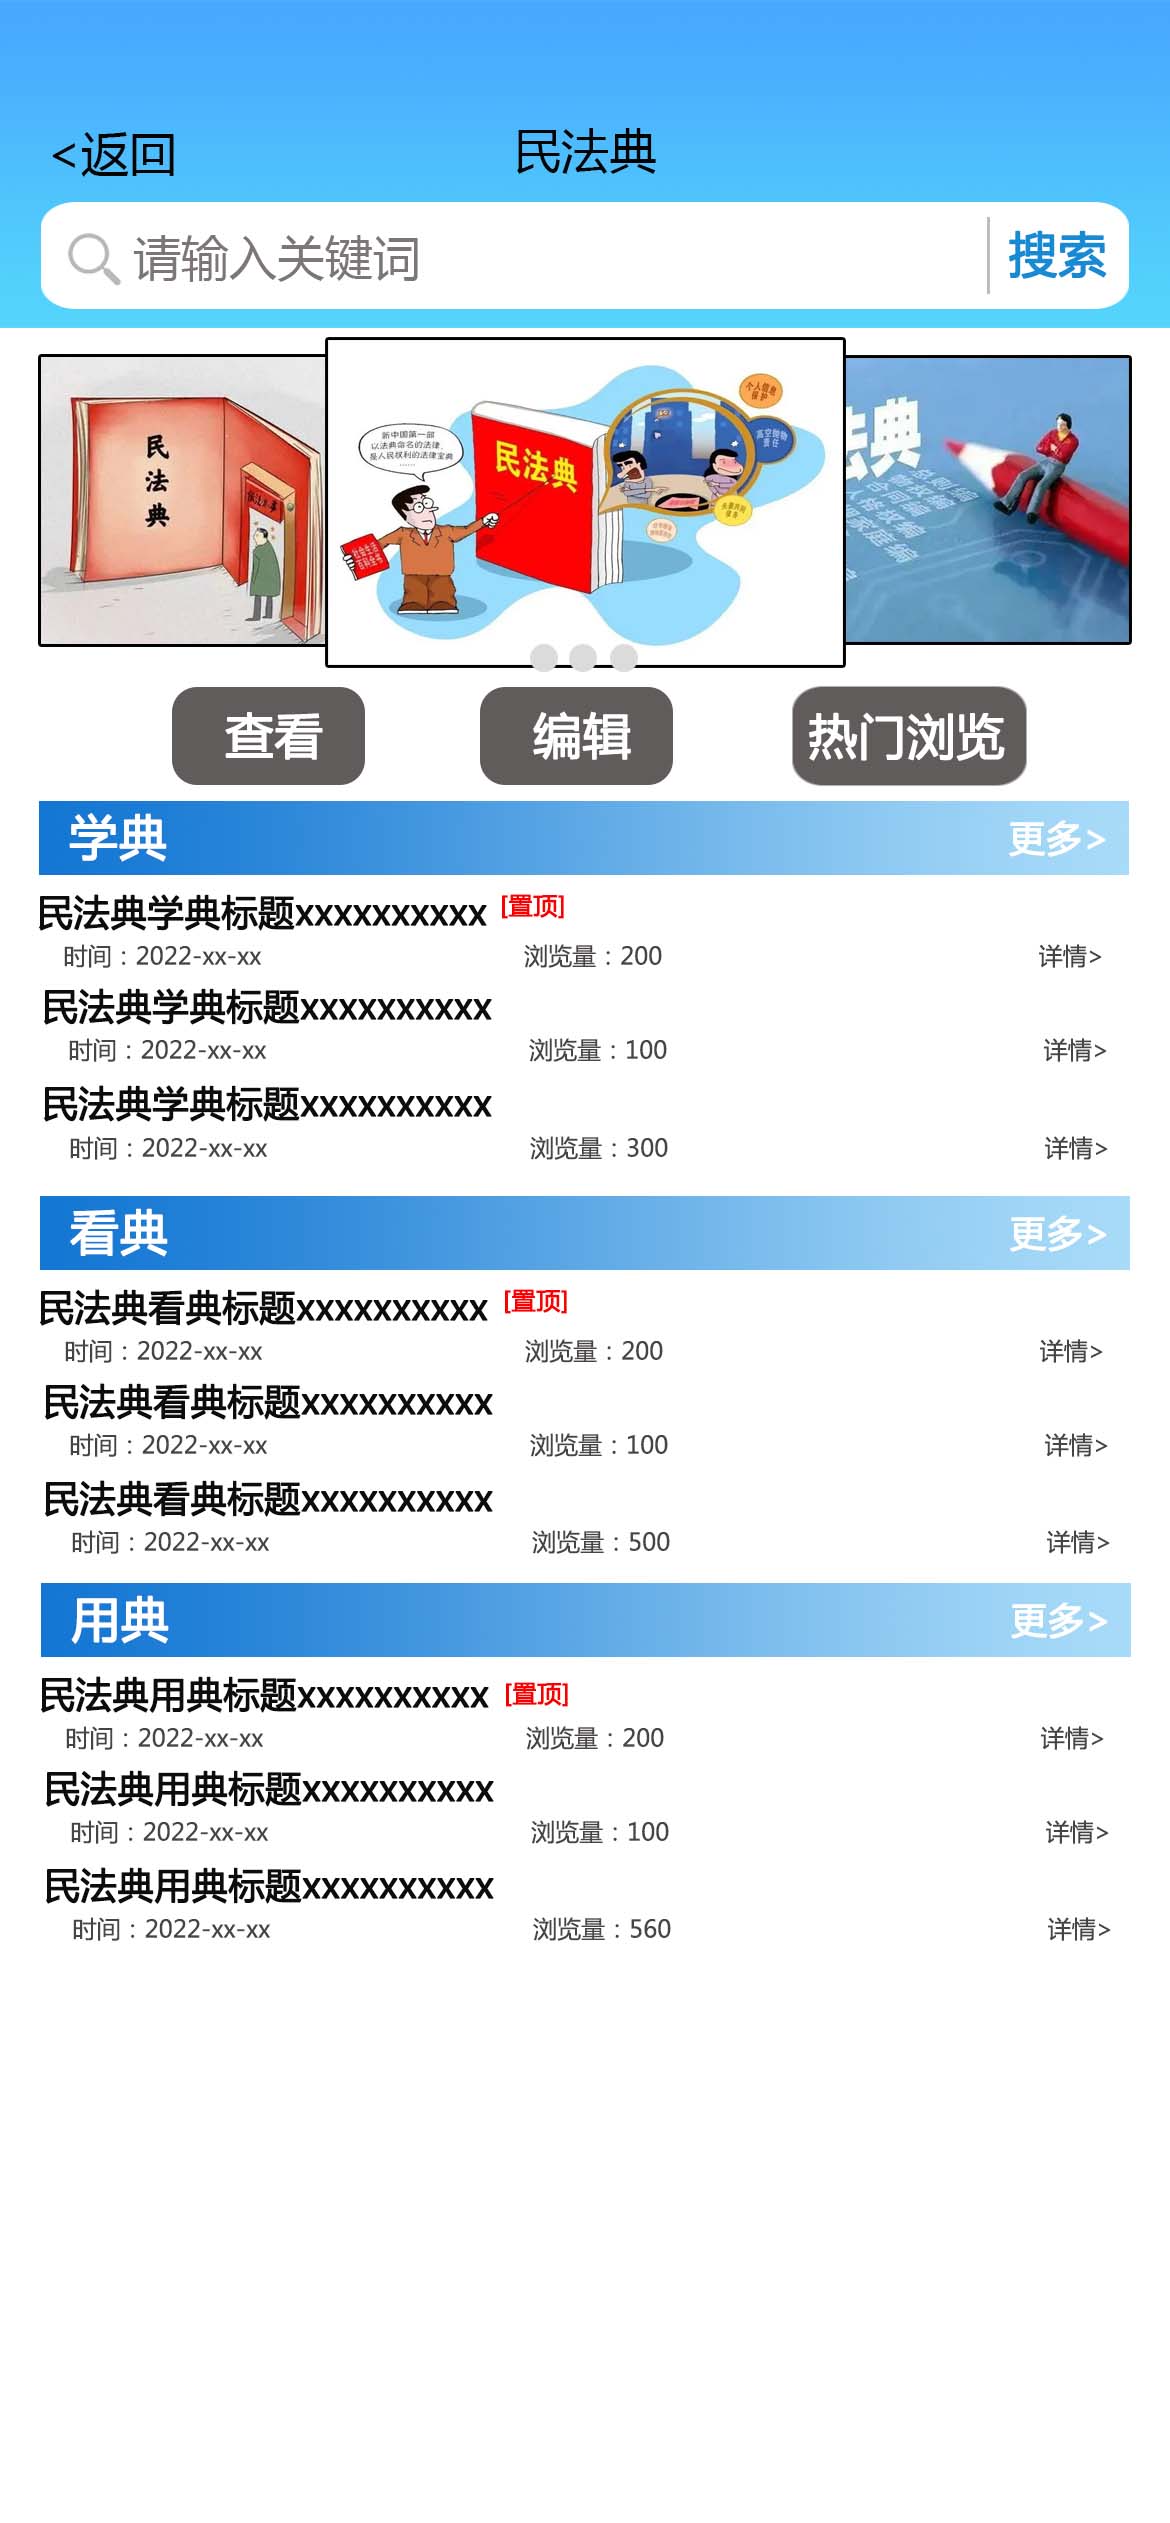 <返回
民法典
请输入关键词
搜索
民法典
新中国第一部
以法典命名的法律,
是人民权利的法律宝典
......
民法典
个人信息
保护
高空抛物
责任
法典
查看
编辑
热门浏览
学典
更多>
民法典学典标题xxxxxxxxxx [置顶]
时间：2022-xx-xx 浏览量：200 详情>
民法典学典标题xxxxxxxxxx
时间：2022-xx-xx 浏览量：100 详情>
民法典学典标题xxxxxxxxxx
时间：2022-xx-xx 浏览量：300 详情>
看典
更多>
民法典看典标题xxxxxxxxxx [置顶]
时间：2022-xx-xx 浏览量：200 详情>
民法典看典标题xxxxxxxxxx
时间：2022-xx-xx 浏览量：100 详情>
民法典看典标题xxxxxxxxxx
时间：2022-xx-xx 浏览量：500 详情>
用典
更多>
民法典用典标题xxxxxxxxxx [置顶]
时间：2022-xx-xx 浏览量：200 详情>
民法典用典标题xxxxxxxxxx
时间：2022-xx-xx 浏览量：100 详情>
民法典用典标题xxxxxxxxxx
时间：2022-xx-xx 浏览量：560 详情>